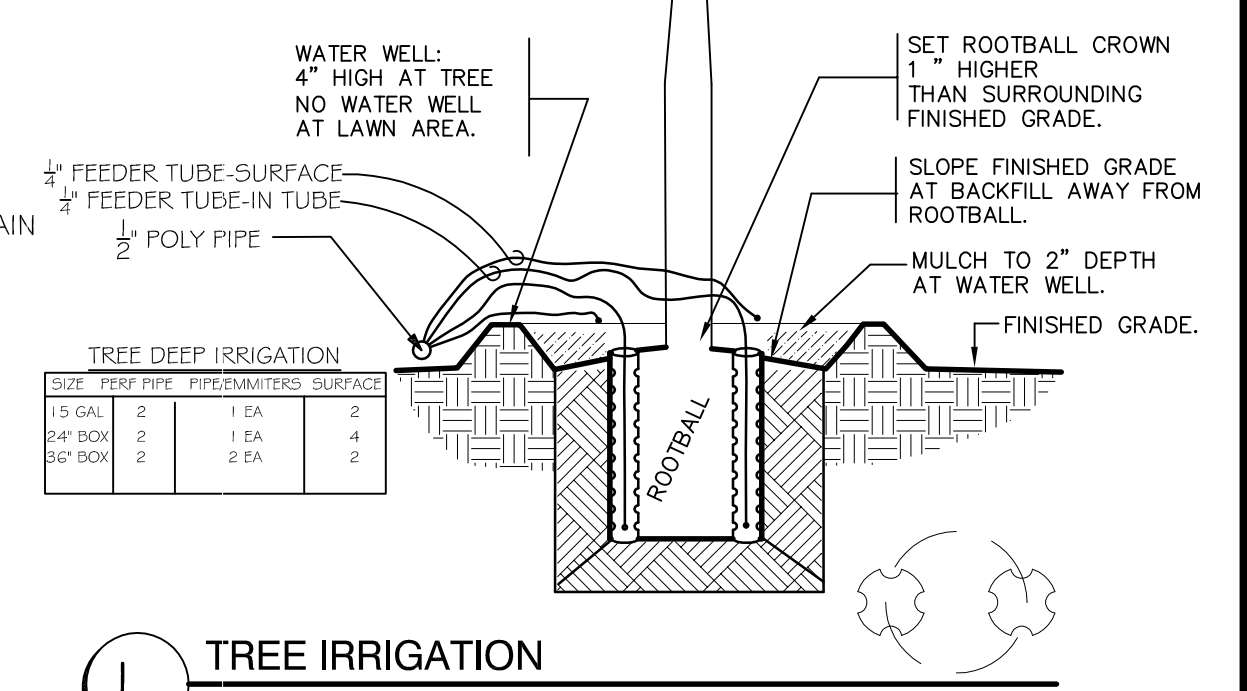 WATER WELL:
4" HIGH AT TREE
NO WATER WELL
AT LAWN AREA.
SET ROOTBALL CROWN
1 " HIGHER
THAN SURROUNDING
FINISHED GRADE.
1/4" FEEDER TUBE-SURFACE
1/4" FEEDER TUBE-IN TUBE
AIN
1/2" POLY PIPE
SLOPE FINISHED GRADE
AT BACKFILL AWAY FROM
ROOTBALL.
MULCH TO 2" DEPTH
AT WATER WELL.
FINISHED GRADE.
TREE DEEP IRRIGATION
SIZE PERF PIPE PIPE/EMMITERS SURFACE
15 GAL 2 1 EA 2
24" BOX 2 1 EA 4
36" BOX 2 2 EA 2
ROOTBALL
TREE IRRIGATION